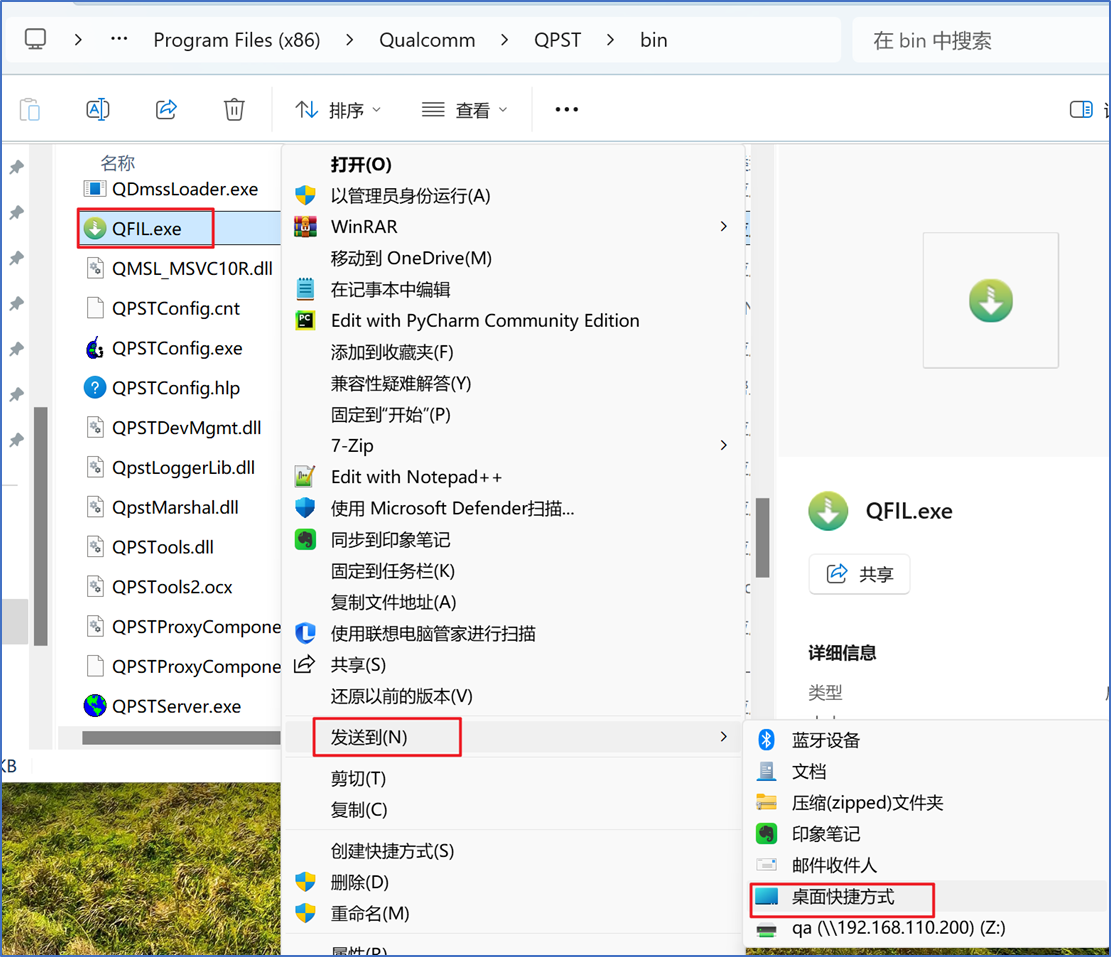 Program Files (x86) > Qualcomm > QPST > bin
在 bin 中搜索
排序
查看
名称
QDmssLoader.exe
QFIL.exe
QMSL_MSVC10R.dll
QPSTConfig.cnt
QPSTConfig.exe
QPSTConfig.hlp
QPSTDevMgmt.dll
QpstLoggerLib.dll
QpstMarshal.dll
QPSTools.dll
QPSTools2.ocx
QPSTProxyCompone
QPSTProxyCompone
QPSTServer.exe
KB
打开(O)
以管理员身份运行(A)
WinRAR
移动到 OneDrive(M)
在记事本中编辑
Edit with PyCharm Community Edition
添加到收藏夹(F)
兼容性疑难解答(Y)
固定到“开始”(P)
7-Zip
Edit with Notepad++
使用 Microsoft Defender扫描...
同步到印象笔记
固定到任务栏(K)
复制文件地址(A)
使用联想电脑管家进行扫描
共享(S)
还原以前的版本(V)
发送到(N)
剪切(T)
复制(C)
创建快捷方式(S)
删除(D)
重命名(M)
属性(R)
QFIL.exe
共享
详细信息
类型
蓝牙设备
文档
压缩(zipped)文件夹
印象笔记
邮件收件人
桌面快捷方式
qa (\\192.168.110.200) (Z:)